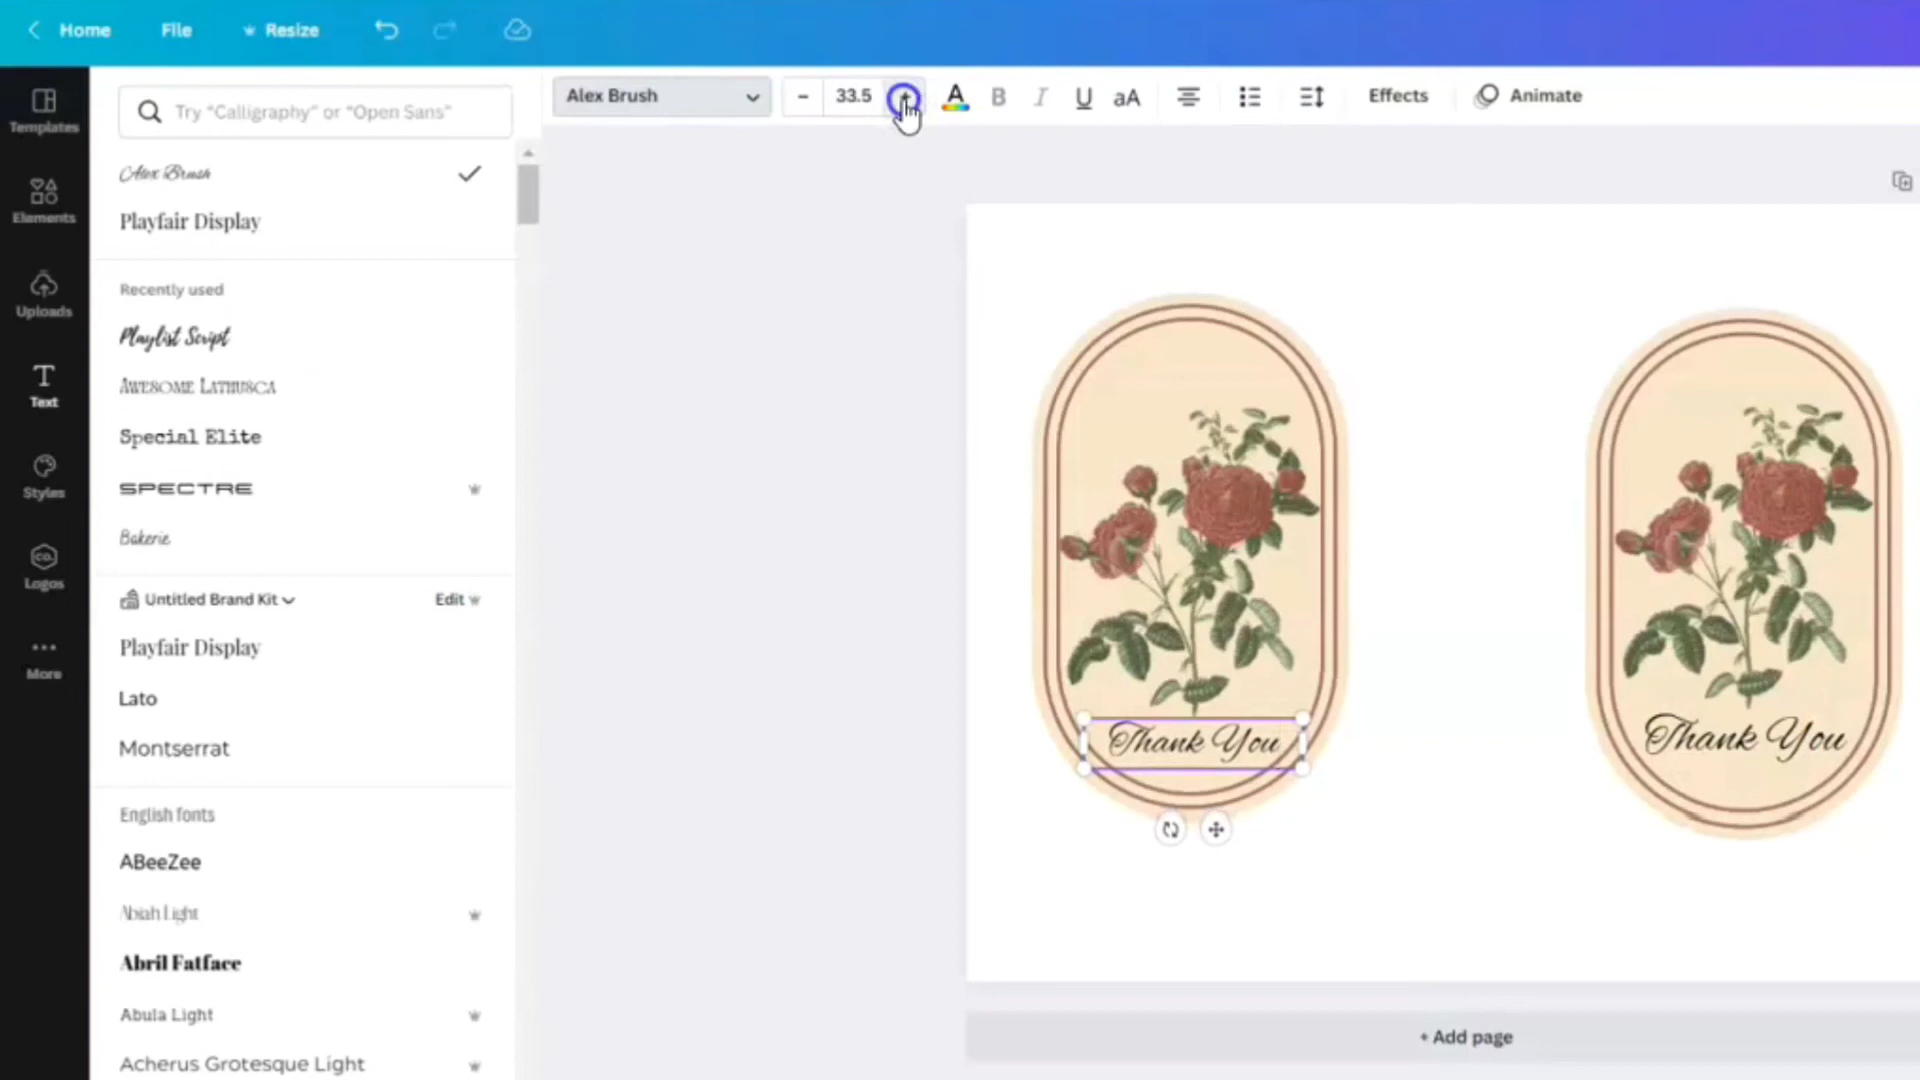 Home File Resize
Alex Brush - 33.5 + A B I U aA Effects Animate
Try “Calligraphy” or “Open Sans”
Templates
Alex Brush
Elements
Playfair Display
Recently used
Uploads
Playlist Script
Awesome Lathusca
Text
Special Elite
Styles
SPECTRE
Bakerie
CO.
Logos
Untitled Brand Kit Edit
Playfair Display
More
Lato
Montserrat
Thank You
Thank You
English fonts
ABeeZee
Abiah Light
Abril Fatface
Abula Light
Acherus Grotesque Light
+ Add page